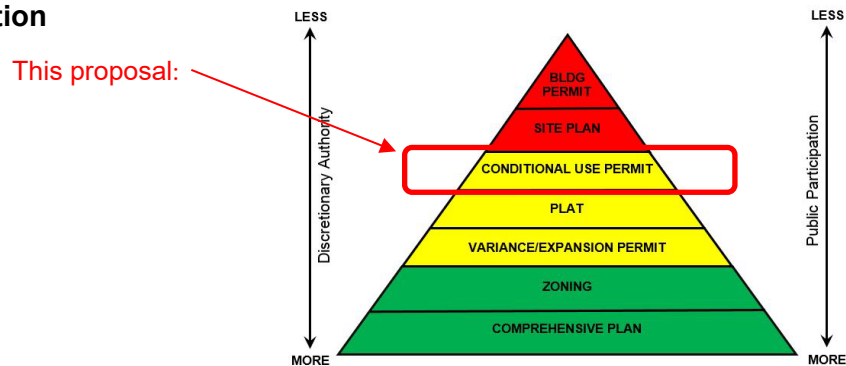 tion
LESS
LESS
This proposal:
BLDG
PERMIT
SITE PLAN
CONDITIONAL USE PERMIT
PLAT
VARIANCE/EXPANSION PERMIT
ZONING
COMPREHENSIVE PLAN
Discretionary Authority
Public Participation
MORE
MORE